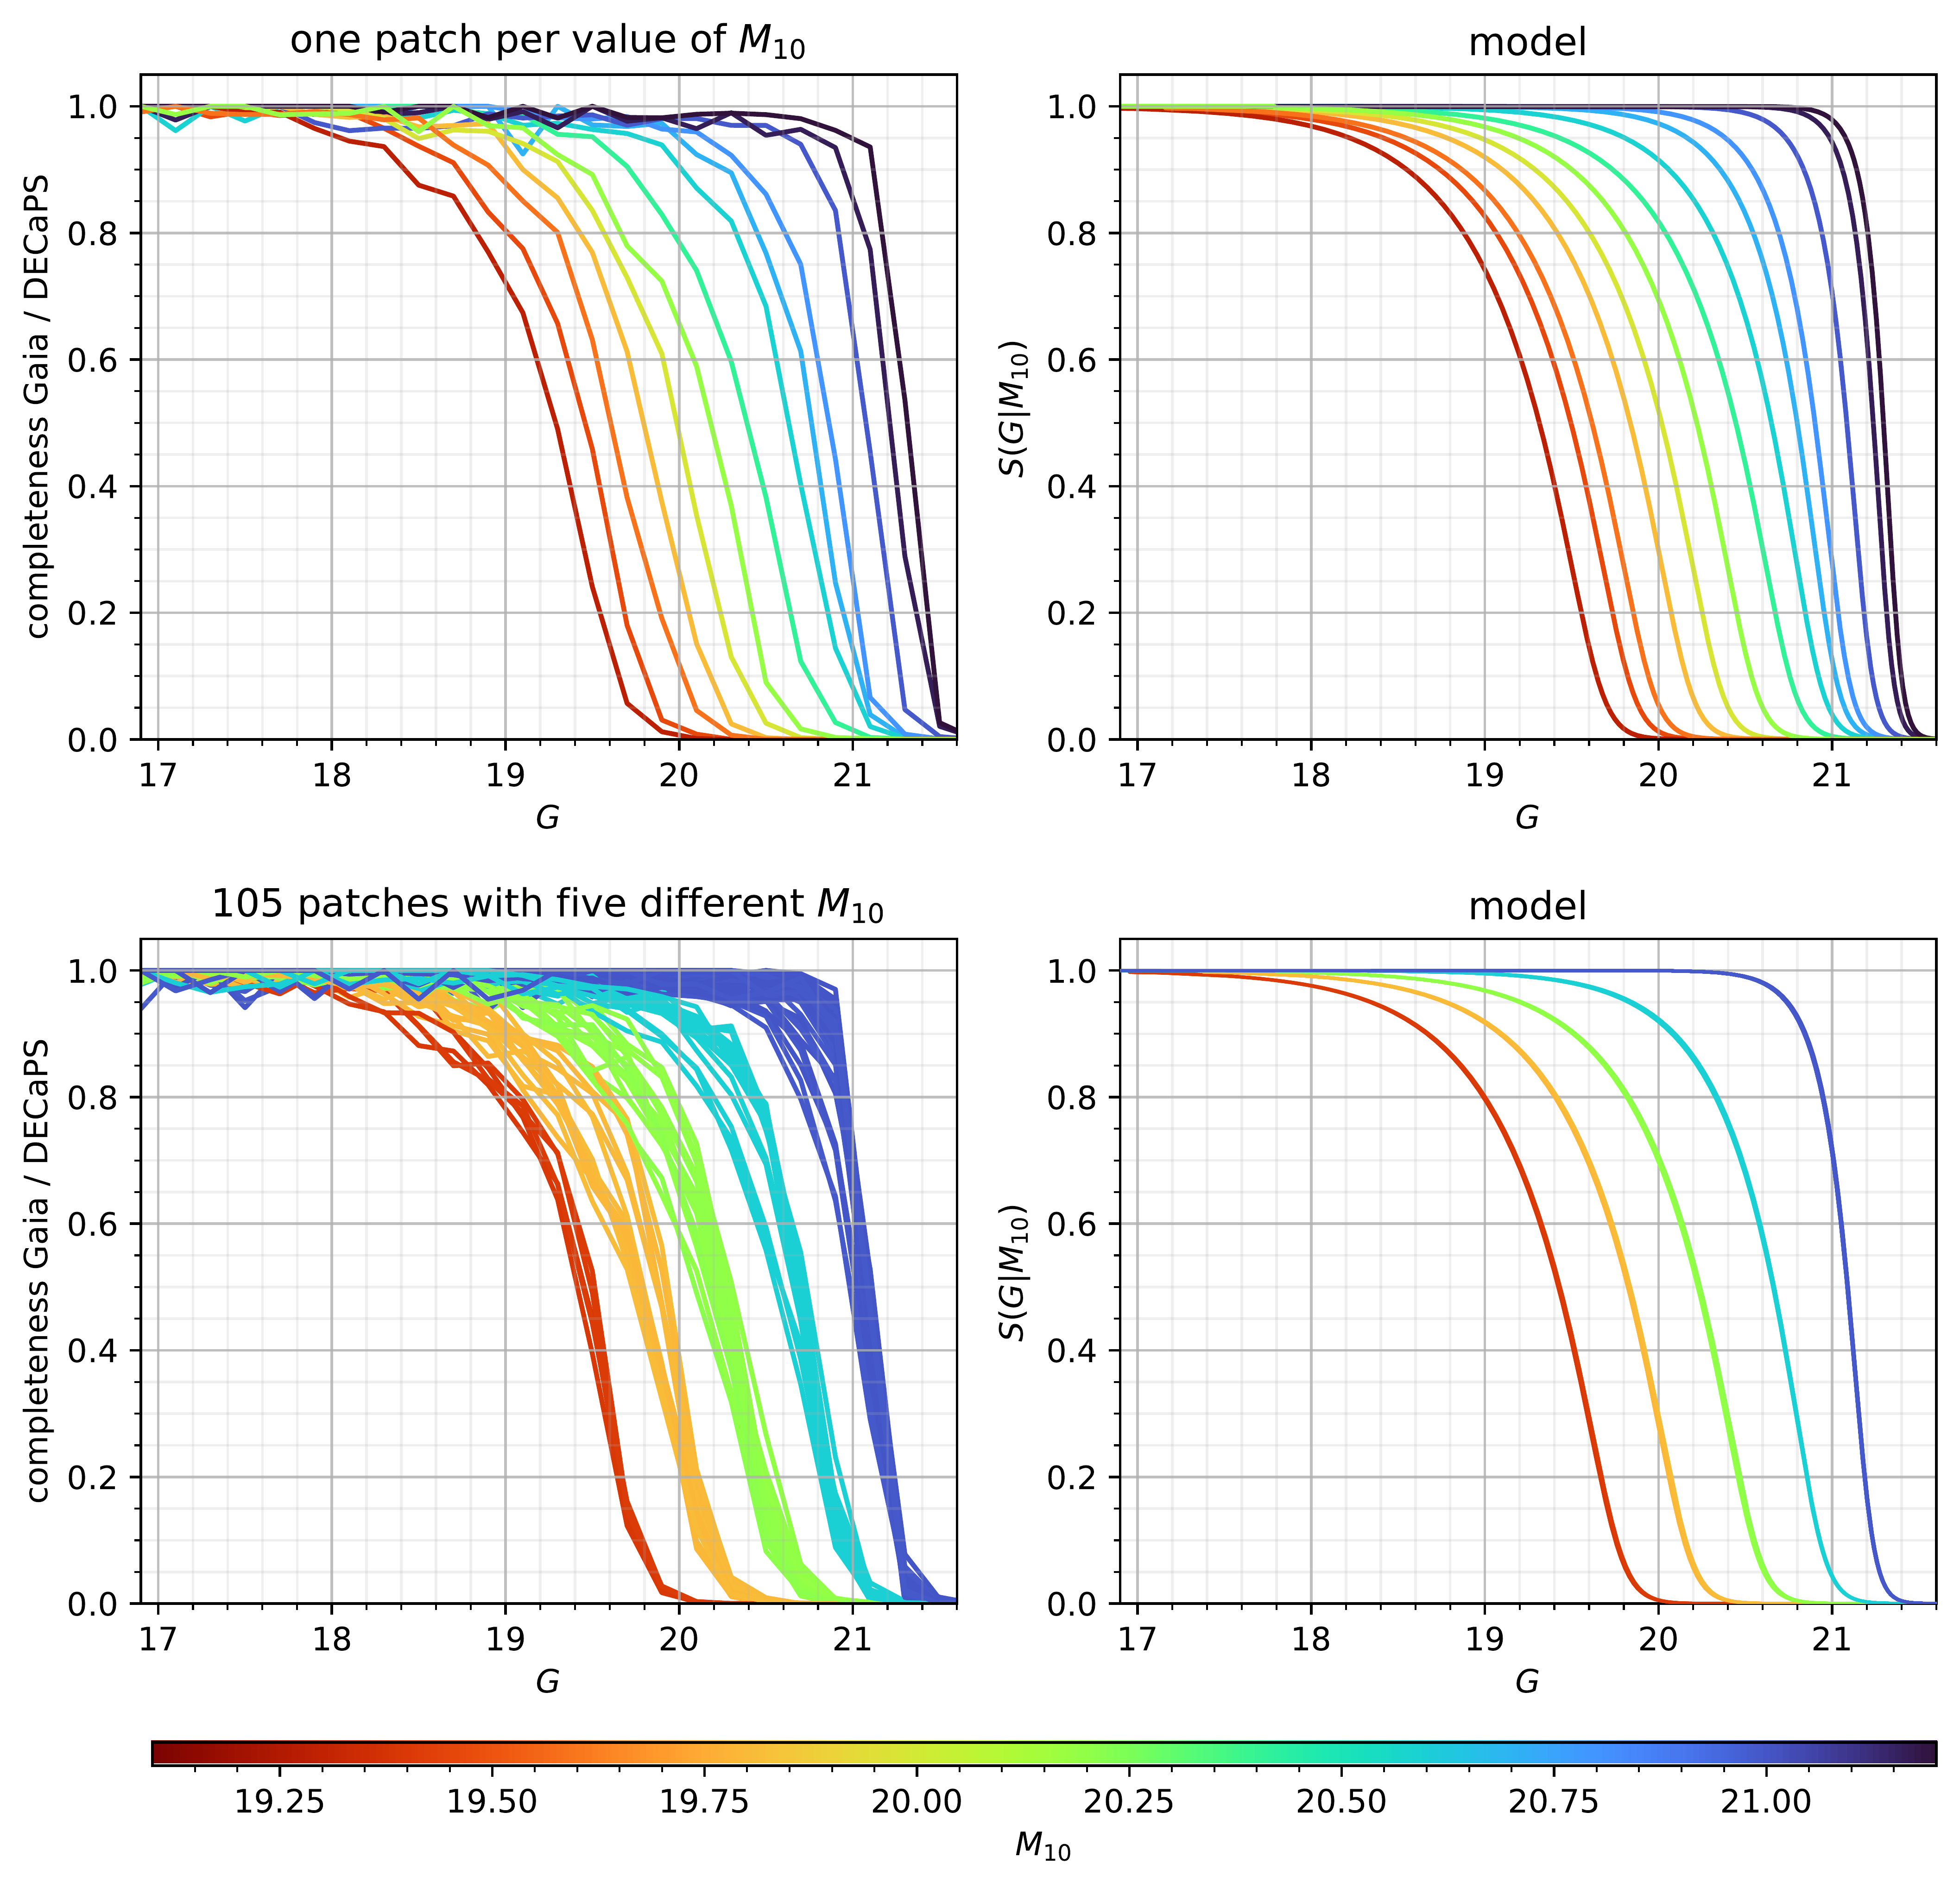 one patch per value of M₁₀
model
completeness Gaia / DECaPS
1.0
0.8
0.6
0.4
0.2
0.0
17 18 19 20 21
G
S(G|M₁₀)
1.0
0.8
0.6
0.4
0.2
0.0
17 18 19 20 21
G
105 patches with five different M₁₀
model
completeness Gaia / DECaPS
1.0
0.8
0.6
0.4
0.2
0.0
17 18 19 20 21
G
S(G|M₁₀)
1.0
0.8
0.6
0.4
0.2
0.0
17 18 19 20 21
G
19.25 19.50 19.75 20.00 20.25 20.50 20.75 21.00
M₁₀